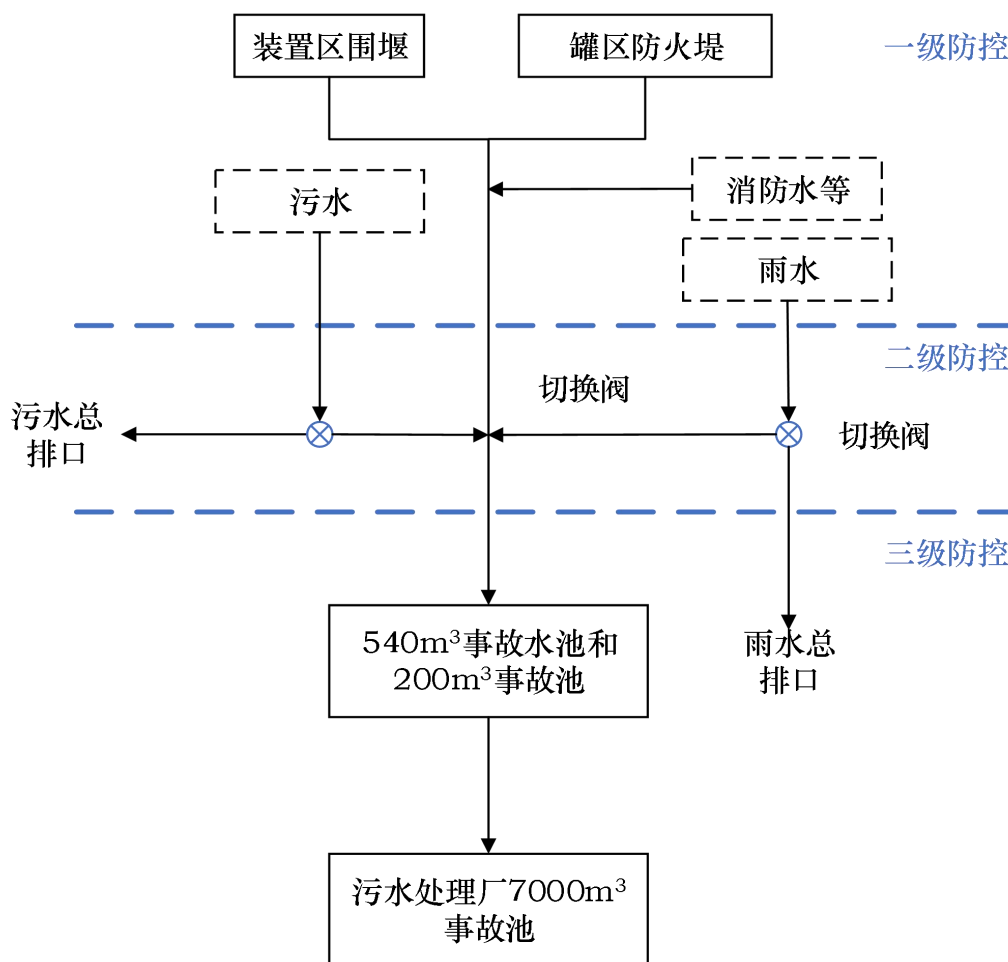 装置区围堰
罐区防火堤
一级防控
消防水等
污水
雨水
二级防控
切换阀
污水总
排口
切换阀
三级防控
540m³事故水池和
200m³事故池
雨水总
排口
污水处理厂7000m³
事故池